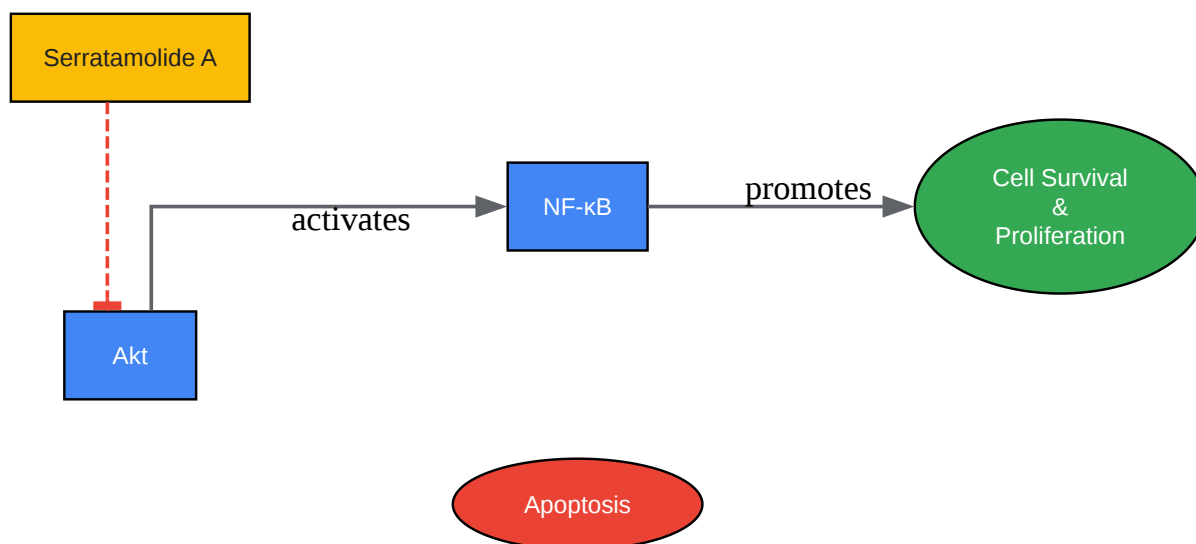 Serratamolide A
activates
NF-κB
promotes
Cell Survival
&
Proliferation
Akt
Apoptosis